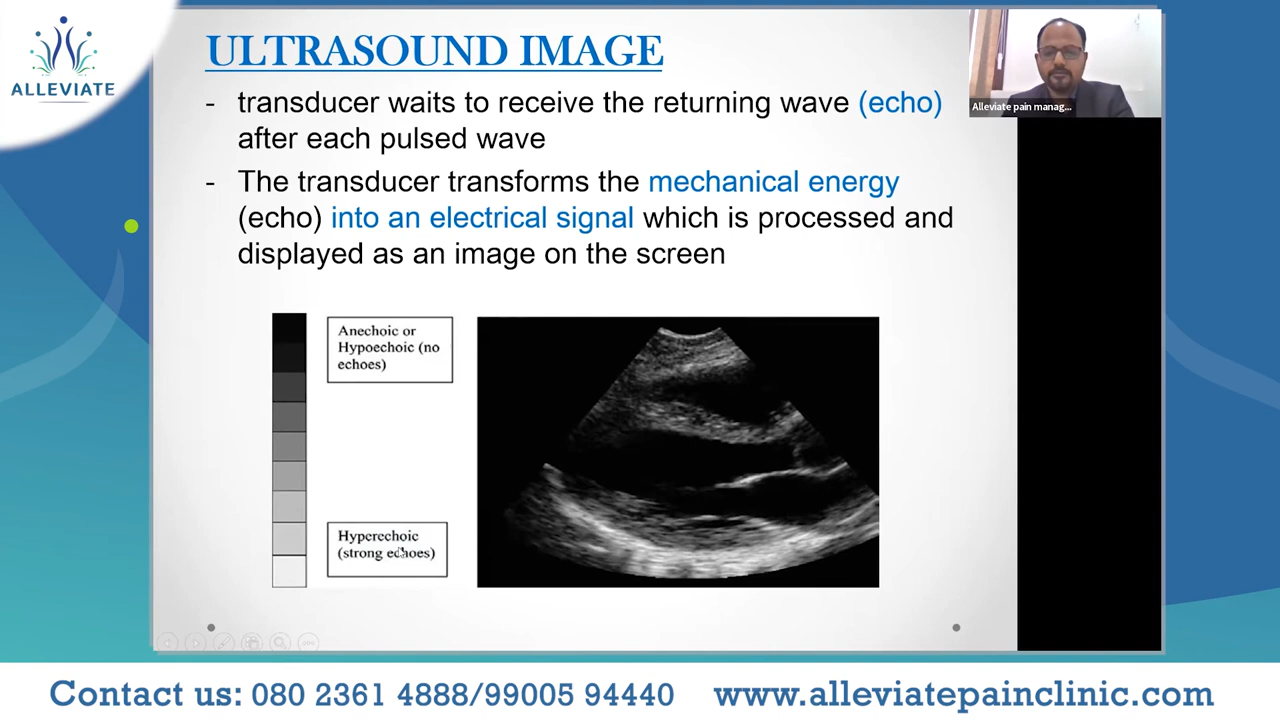 ALLEVIATE
ULTRASOUND IMAGE
- transducer waits to receive the returning wave (echo)
after each pulsed wave
- The transducer transforms the mechanical energy
(echo) into an electrical signal which is processed and
displayed as an image on the screen
Alleviate pain manag...
Anechoic or
Hypoechoic (no
echoes)
Hyperechoic
(strong echoes)
Contact us: 080 2361 4888/99005 94440 www.alleviatepainclinic.com